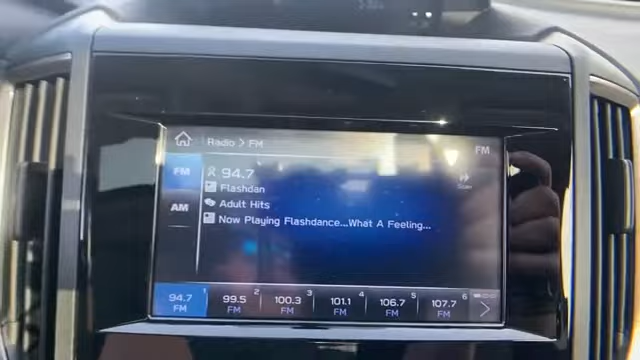 Radio > FM
FM
FM
94.7
Scan
Flashdan
AM
Adult Hits
Now Playing Flashdance...What A Feeling...
1 2 3 4 5 6
94.7 99.5 100.3 101.1 106.7 107.7
FM FM FM FM FM FM